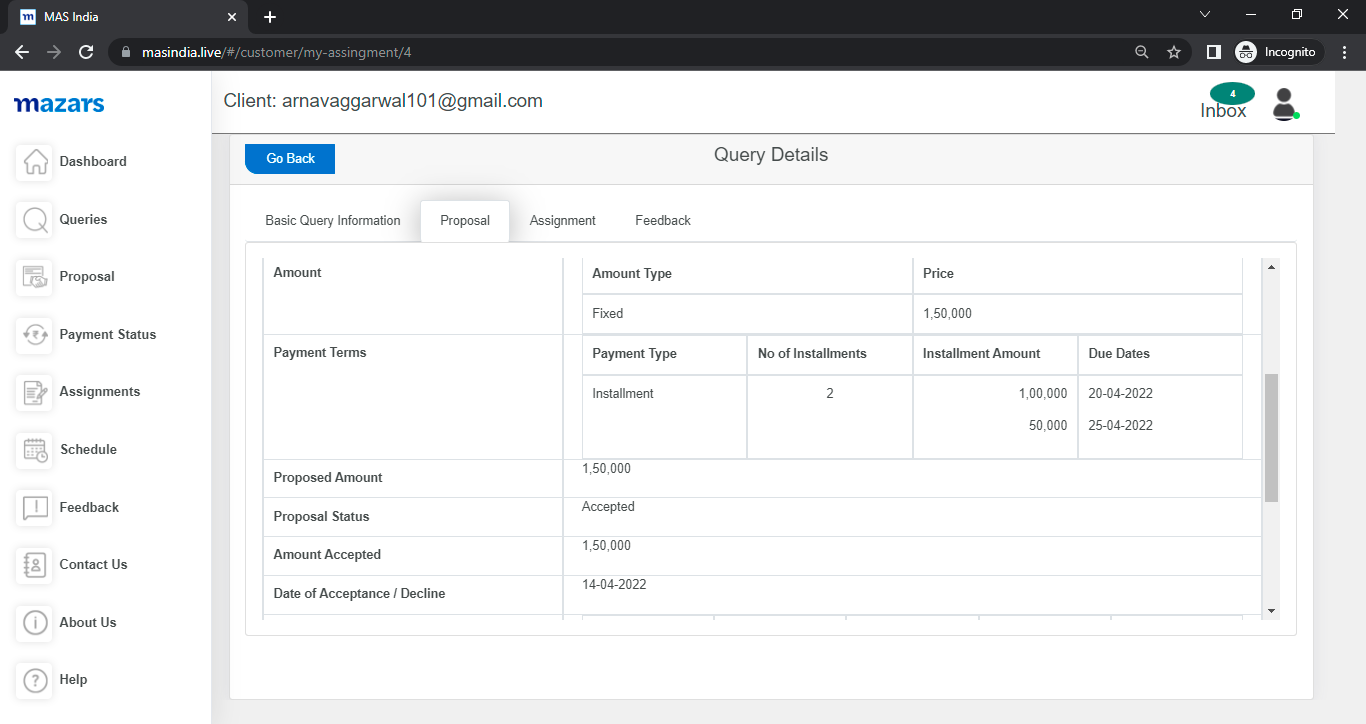 MAS India
masindia.live/#/customer/my-assingment/4
Incognito
mazars
Client: arnavaggarwal101@gmail.com
4
Inbox
Dashboard
Queries
Proposal
Payment Status
Assignments
Schedule
Feedback
Contact Us
About Us
Help
Go Back
Query Details
Basic Query Information Proposal Assignment Feedback
Amount Amount Type Price
Fixed 1,50,000
Payment Terms Payment Type No of Installments Installment Amount Due Dates
Installment 2 1,00,000 20-04-2022
50,000 25-04-2022
Proposed Amount 1,50,000
Proposal Status Accepted
Amount Accepted 1,50,000
Date of Acceptance / Decline 14-04-2022